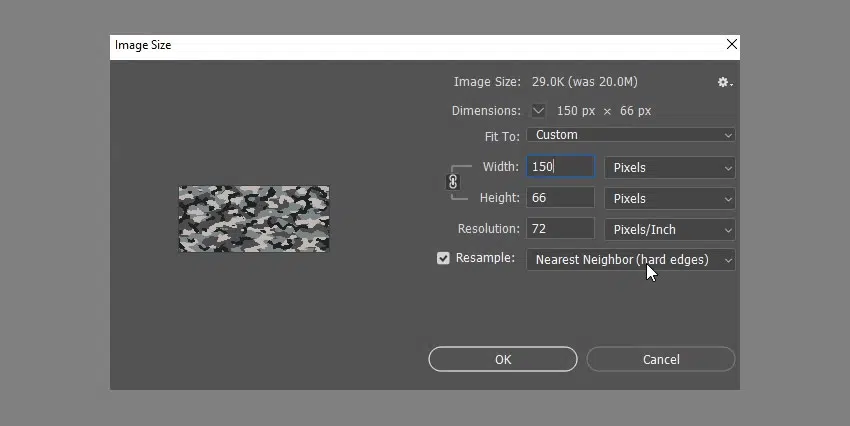 Image Size
Image Size: 29.0K (was 20.0M)
Dimensions: 150 px × 66 px
Fit To: Custom
Width: 150 Pixels
Height: 66 Pixels
Resolution: 72 Pixels/Inch
Resample: Nearest Neighbor (hard edges)
OK Cancel